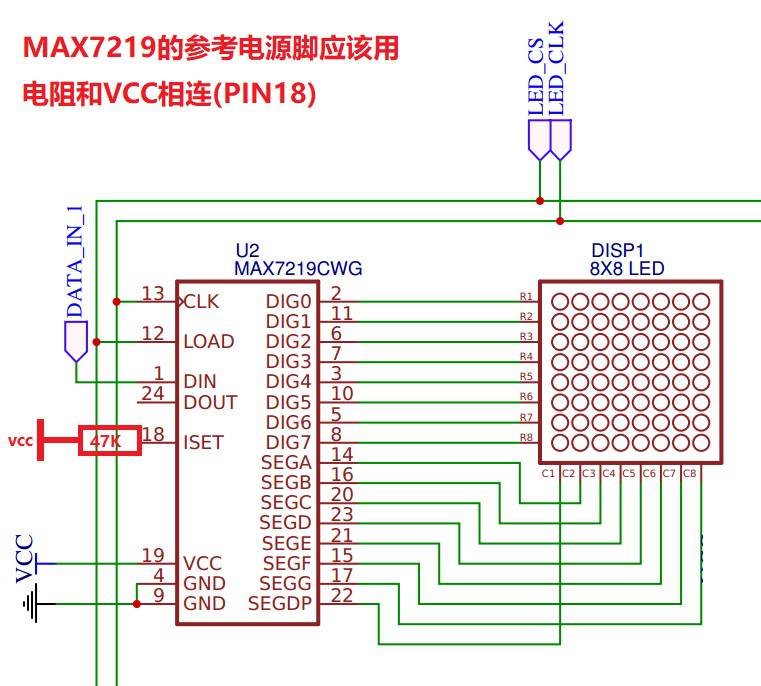 MAX7219的参考电源脚应该用
电阻和VCC相连(PIN18)
LED_CS
LED_CLK
DATA_IN_1
U2
MAX7219CWG
DISP1
8X8 LED
13 CLK DIG0 2 R1
DIG1 11 R2
12 LOAD DIG2 6 R3
DIG3 7 R4
1 DIN DIG4 3 R5
24 DOUT DIG5 10 R6
DIG6 5 R7
vcc 47K 18 ISET DIG7 8 R8
SEGA 14
C1 C2 C3 C4 C5 C6 C7 C8
SEGB 16
SEGC 20
SEGD 23
SEGE 21
VCC 19 VCC SEGF 15
4 GND SEGG 17
9 GND SEGDP 22